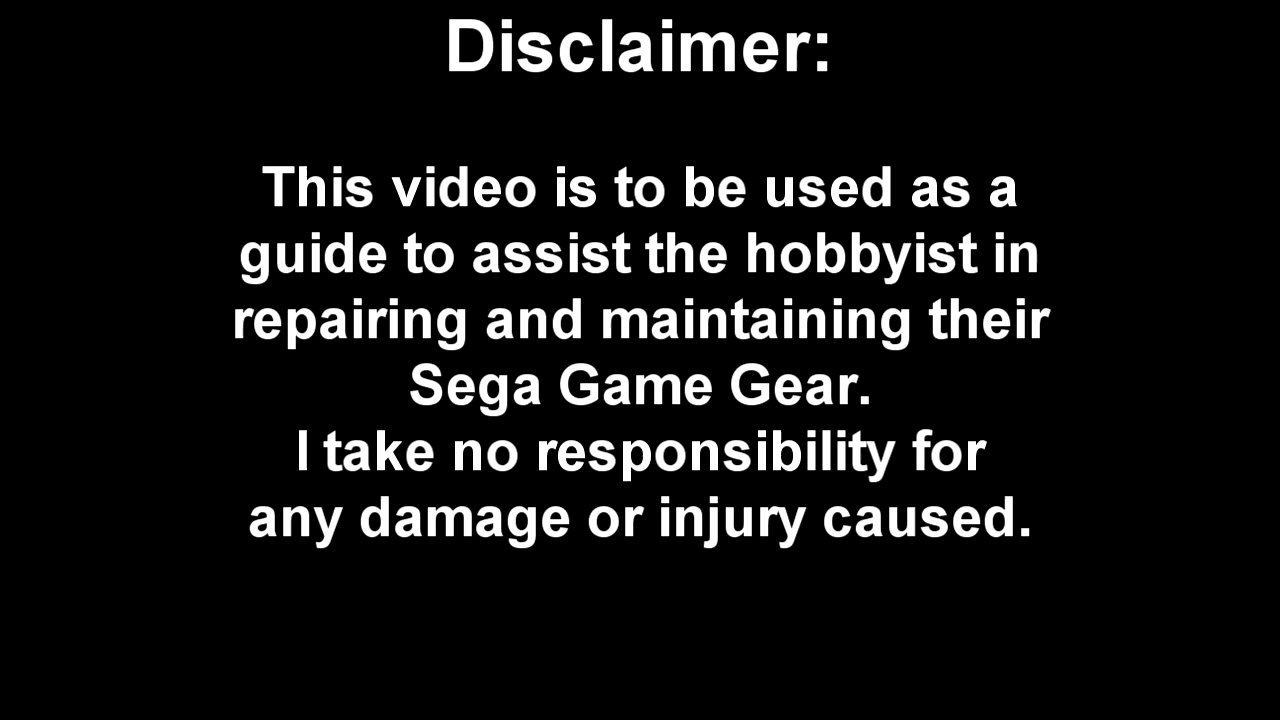 Disclaimer:
This video is to be used as a
guide to assist the hobbyist in
repairing and maintaining their
Sega Game Gear.
I take no responsibility for
any damage or injury caused.